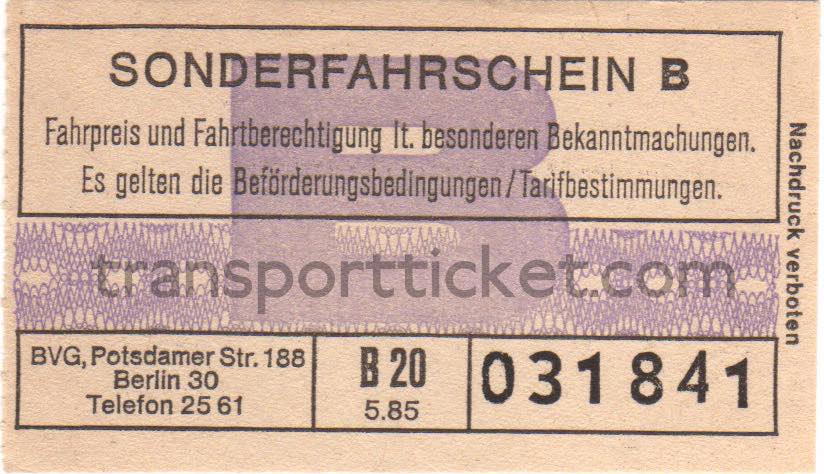 SONDERFAHRSCHEIN B
Fahrpreis und Fahrtberechtigung lt. besonderen Bekanntmachungen.
Es gelten die Beförderungsbedingungen/Tarifbestimmungen.
B
transportticket.com
BVG, Potsdamer Str. 188
Berlin 30
Telefon 25 61
B 20
5.85
031841
Nachdruck verboten